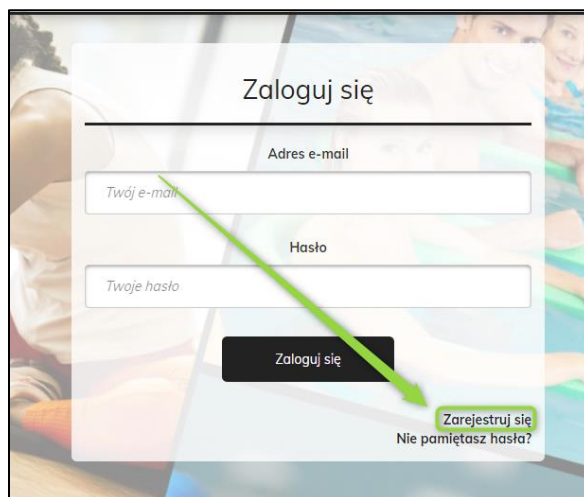 Zaloguj się
Adres e-mail
Twój e-mail
Hasło
Twoje hasło
Zaloguj się
Zarejestruj się
Nie pamiętasz hasła?